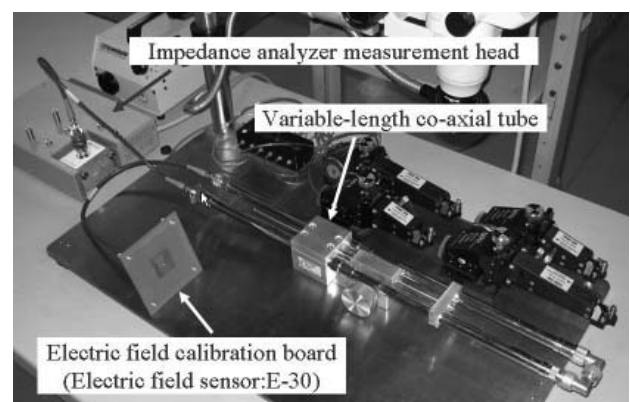 Impedance analyzer measurement head
Variable-length co-axial tube
Electric field calibration board
(Electric field sensor:E-30)